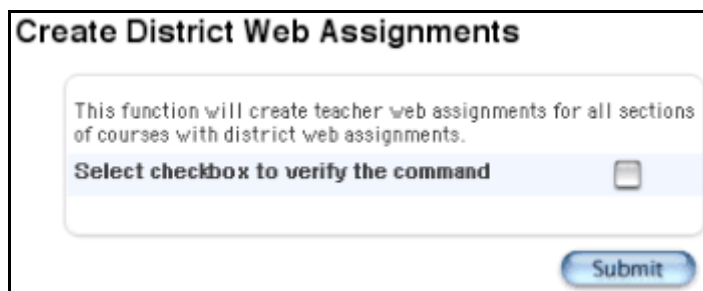 Create District Web Assignments
This function will create teacher web assignments for all sections
of courses with district web assignments.
Select checkbox to verify the command
Submit